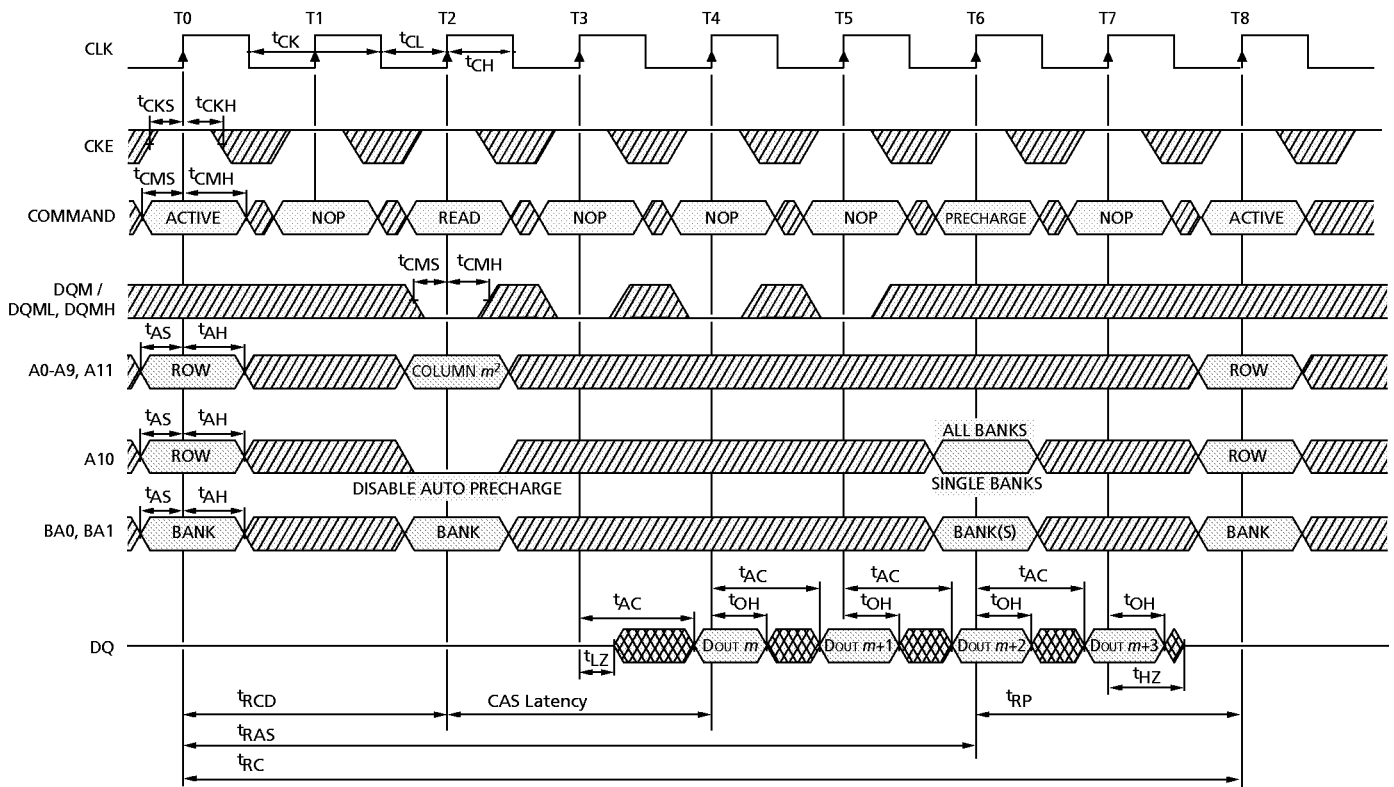 T0 T1 T2 T3 T4 T5 T6 T7 T8
CLK tCK tCL tCH
tCKS tCKH
CKE
tCMS tCMH
COMMAND ACTIVE NOP READ NOP NOP NOP PRECHARGE NOP ACTIVE
tCMS tCMH
DQM /
DQML, DQMH
tAS tAH
A0-A9, A11 ROW COLUMN m2 ROW
tAS tAH ALL BANKS
A10 ROW ROW
DISABLE AUTO PRECHARGE SINGLE BANKS
tAS tAH
BA0, BA1 BANK BANK BANK(S) BANK
tAC tAC tAC
tAC tOH tOH tOH tOH
DQ DOUT m DOUT m+1 DOUT m+2 DOUT m+3
tLZ tHZ
tRCD CAS Latency tRP
tRAS
tRC